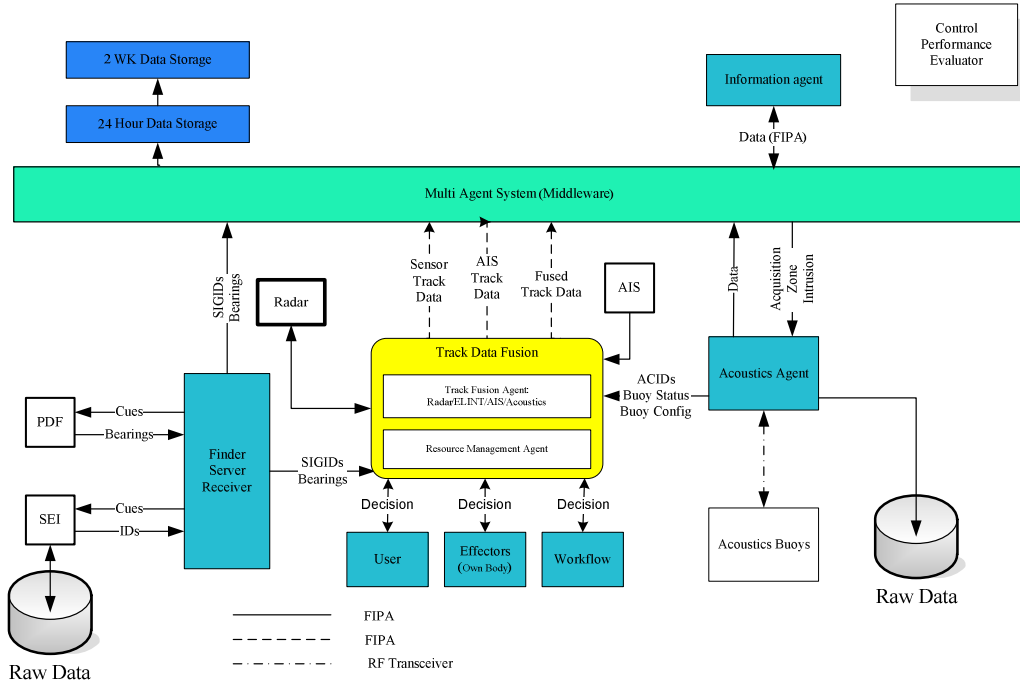 Control
Performance
Evaluator
2 WK Data Storage
Information agent
24 Hour Data Storage
Data (FIPA)
Multi Agent System (Middleware)
SIGIDs
Bearings
Sensor
Track
Data
AIS
Track
Data
Fused
Track Data
AIS
Data
Acquisition
Zone
Intrusion
Radar
Track Data Fusion
Track Fusion Agent:
Radar/ELINT/AIS/Acoustics
Resource Management Agent
ACIDs
Buoy Status
Buoy Config
Acoustics Agent
PDF
Cues
Bearings
Finder
Server
Receiver
SIGIDs
Bearings
SEI
Cues
IDs
Decision
Decision
Decision
User
Effectors
(Own Body)
Workflow
Acoustics Buoys
Raw Data
Raw Data
FIPA
FIPA
RF Transceiver